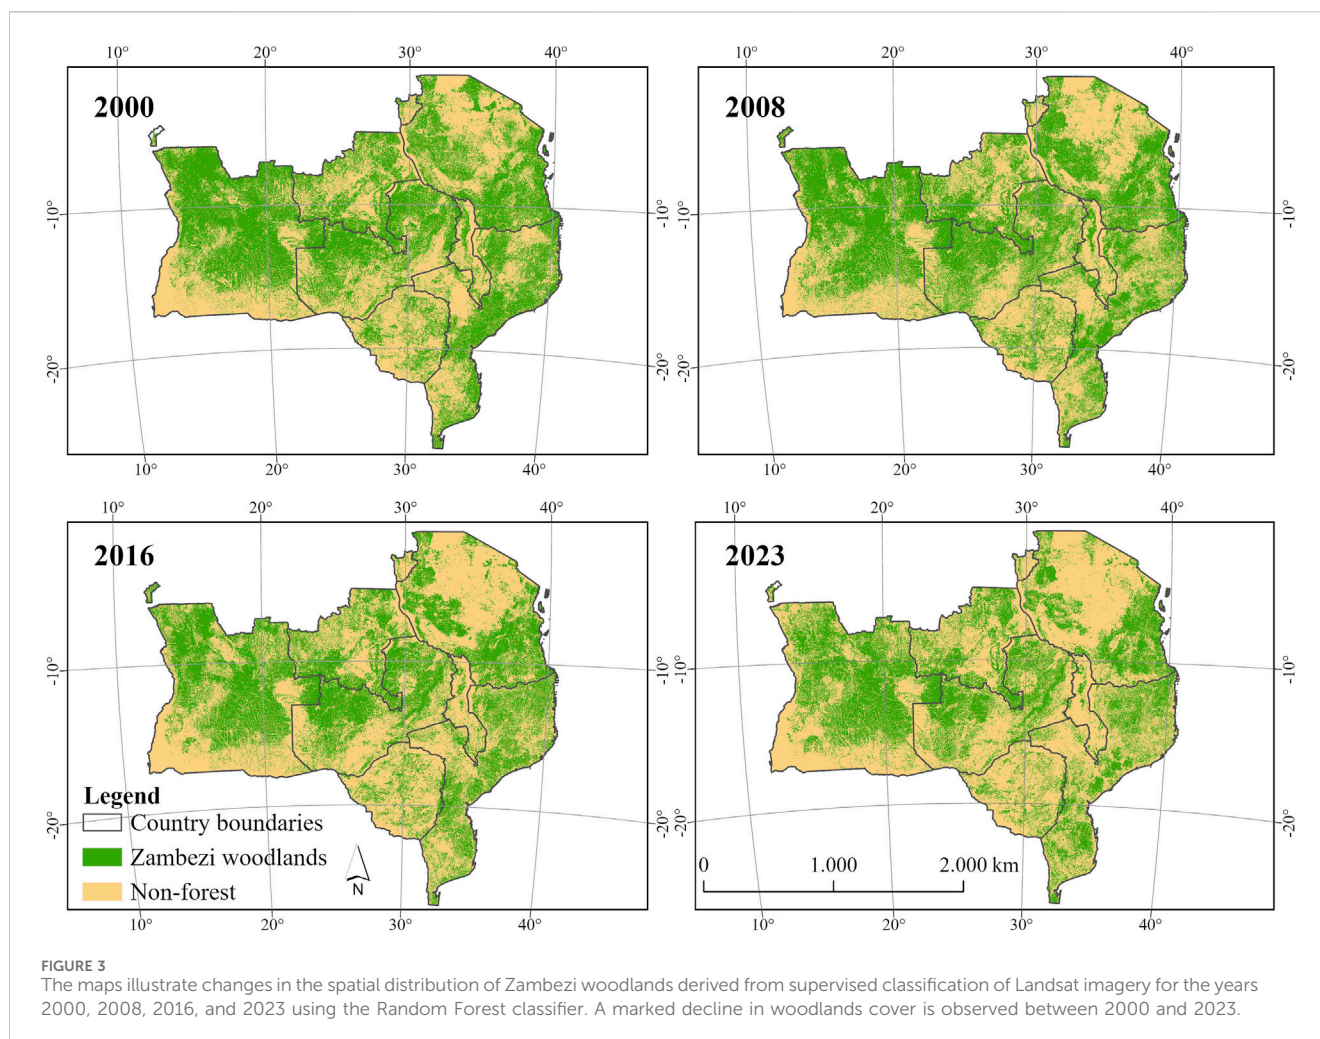 10° 20° 30° 40° 10° 20° 30° 40°
2000 2008
-10° -10° -10° -10°
-20° -20° -20° -20°
10° 20° 30° 40° 10° 20° 30° 40°
10° 20° 30° 40° 10° 20° 30° 40°
2016 2023
-10° -10° -10° -10°
-20° -20° -20° -20°
Legend
Country boundaries
Zambezi woodlands
Non-forest
N
0 1.000 2.000 km
10° 20° 30° 40° 10° 20° 30° 40°
FIGURE 3
The maps illustrate changes in the spatial distribution of Zambezi woodlands derived from supervised classification of Landsat imagery for the years
2000, 2008, 2016, and 2023 using the Random Forest classifier. A marked decline in woodlands cover is observed between 2000 and 2023.